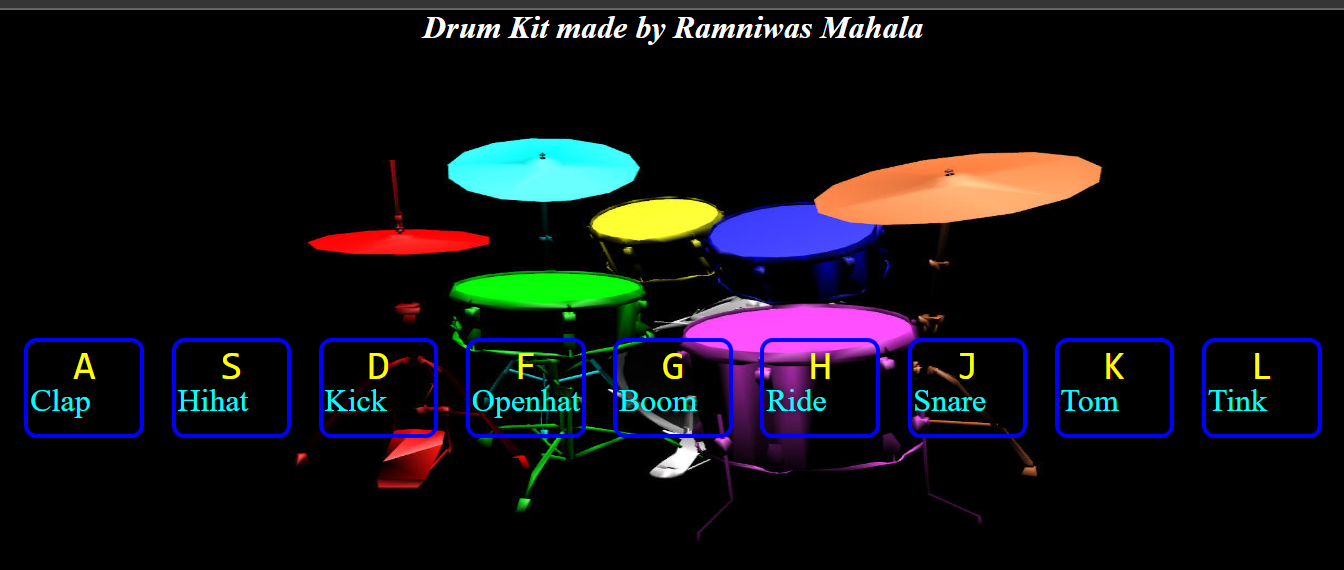 Drum Kit made by Ramniwas Mahala
A S D F G H J K L
Clap Hihat Kick Openhat Boom Ride Snare Tom Tink